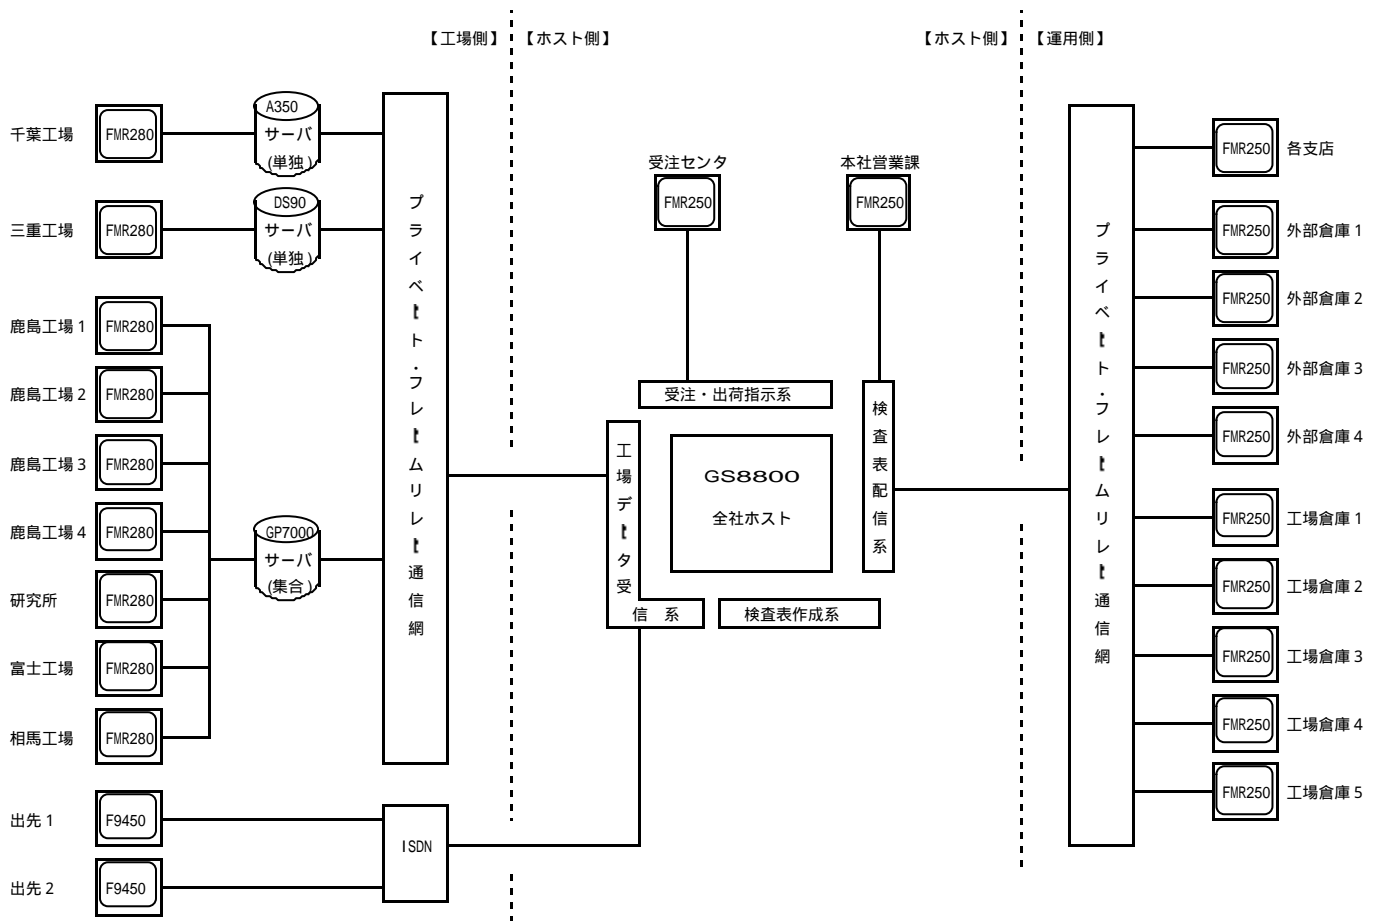 【工場側】
【ホスト側】
【ホスト側】
【運用側】
千葉工場
FMR280
A350
サーバ
(単独)
三重工場
FMR280
DS90
サーバ
(単独)
鹿島工場1
FMR280
鹿島工場2
FMR280
鹿島工場3
FMR280
鹿島工場4
FMR280
研究所
FMR280
富士工場
FMR280
相馬工場
FMR280
GP7000
サーバ
(集合)
出先1
F9450
出先2
F9450
プライベート・フレームリレー通信網
ISDN
受注センタ
FMR250
本社営業課
FMR250
受注・出荷指示系
工場データ受信系
GS8800
全社ホスト
検査表配信系
検査表作成系
プライベート・フレームリレー通信網
FMR250
各支店
FMR250
外部倉庫1
FMR250
外部倉庫2
FMR250
外部倉庫3
FMR250
外部倉庫4
FMR250
工場倉庫1
FMR250
工場倉庫2
FMR250
工場倉庫3
FMR250
工場倉庫4
FMR250
工場倉庫5